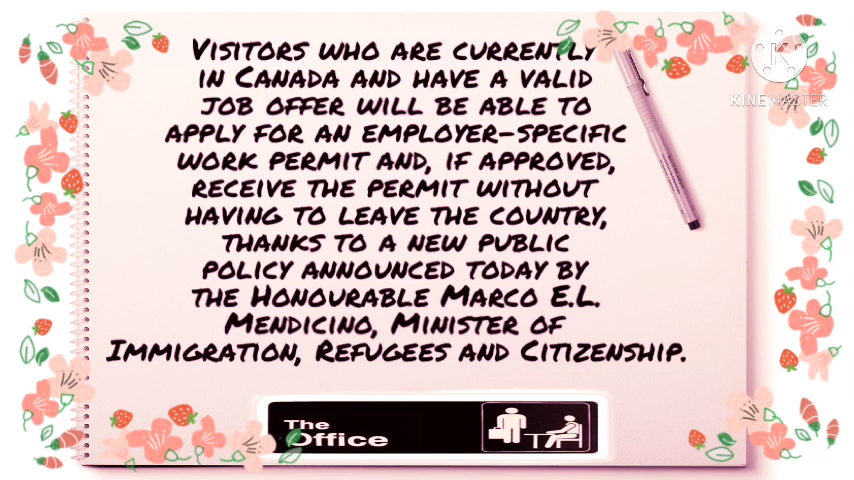 Visitors who are currently
in Canada and have a valid
job offer will be able to
apply for an employer-specific
work permit and, if approved,
receive the permit without
having to leave the country,
thanks to a new public
policy announced today by
the Honourable Marco E.L.
Mendicino, Minister of
Immigration, Refugees and Citizenship.
The
Office
KINEMASTER